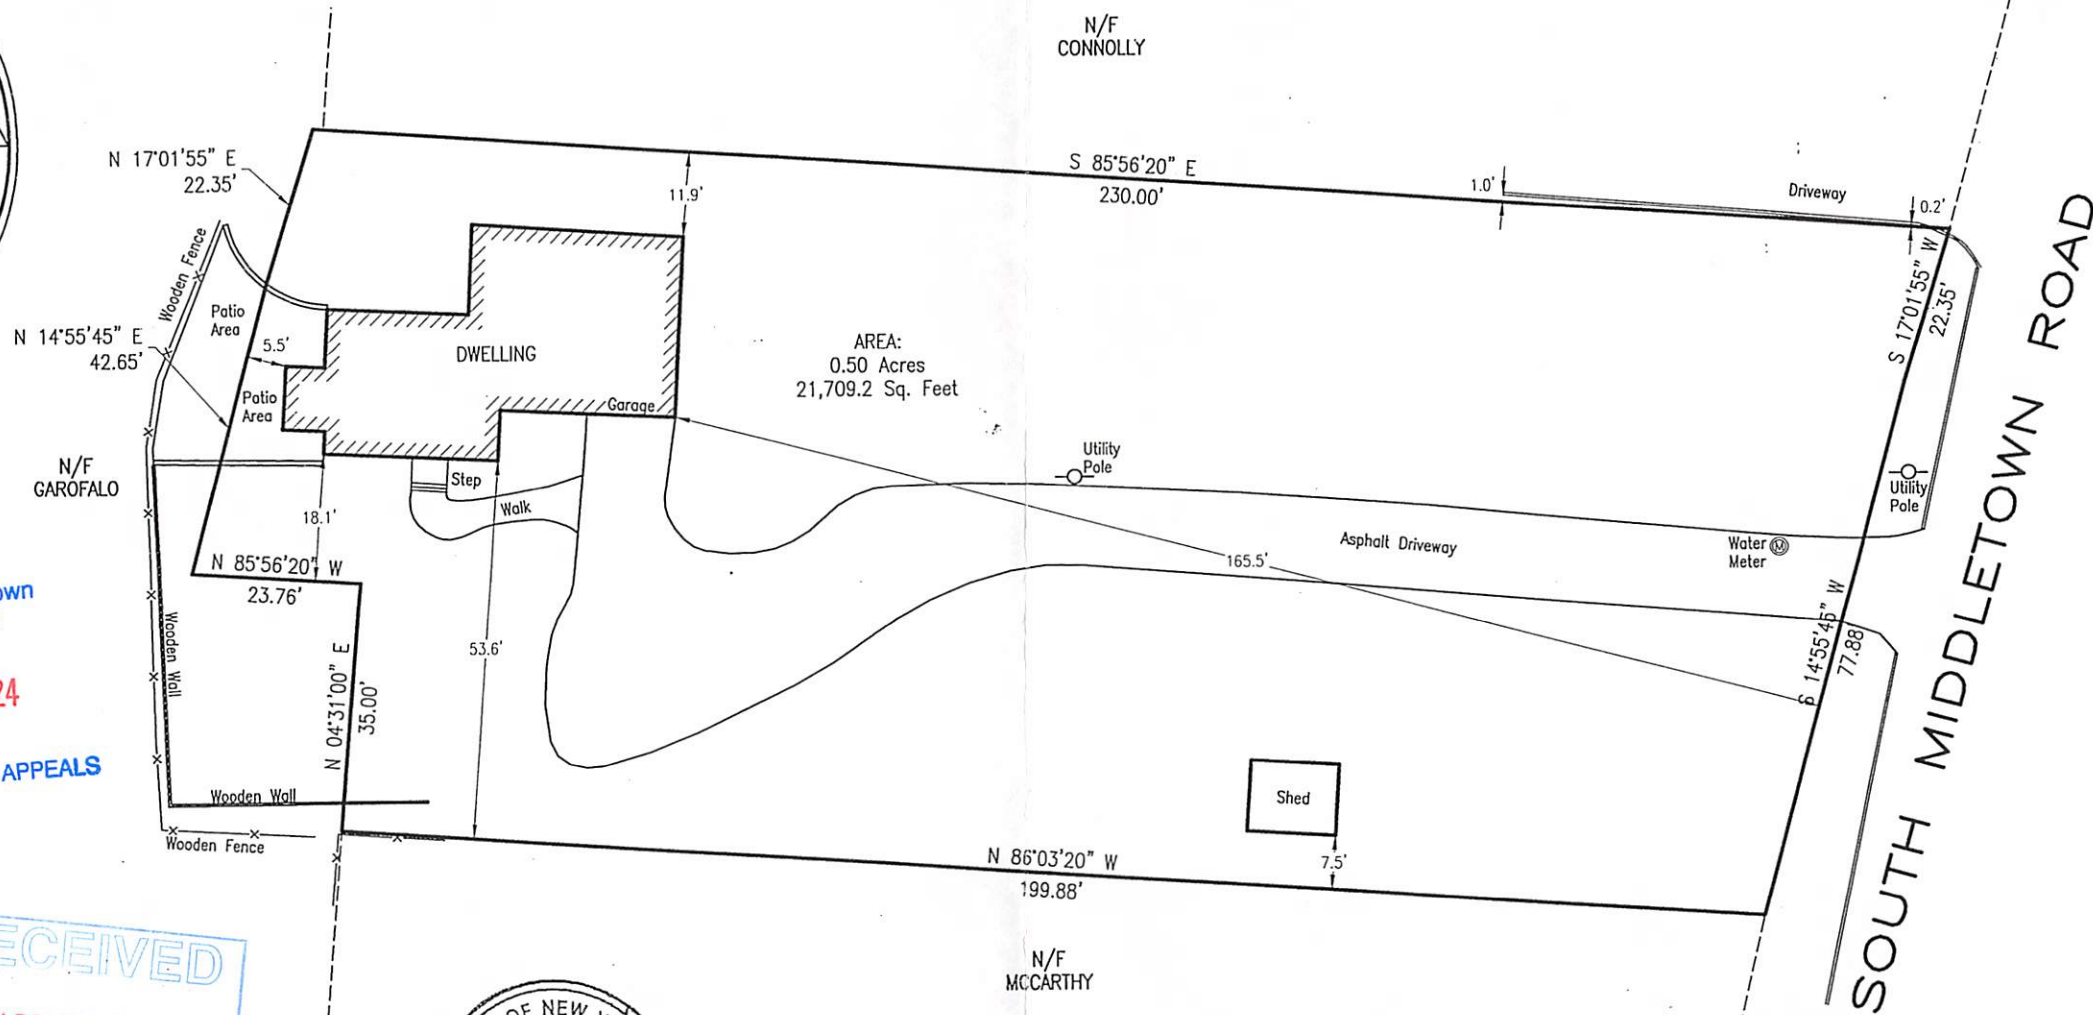 N/F
CONNOLLY
N 17°01'55" E
22.35'
S 85°56'20" E
230.00'
11.9'
1.0'
Driveway
0.2'
Wooden Fence
Patio
Area
N 14°55'45" E
42.65'
5.5'
DWELLING
Patio
Area
Garage
AREA:
0.50 Acres
21,709.2 Sq. Feet
S 17°01'55" W
22.35'
SOUTH MIDDLETOWN ROAD
N/F
GAROFALO
Step
Walk
18.1'
Utility
Pole
Utility
Pole
Asphalt Driveway
Water
Meter
M
165.5'
N 85°56'20" W
23.76'
Wooden Wall
53.6'
N 04°31'00" E
35.00'
S 14°55'45" W
77.88'
24
APPEALS
Wooden Wall
Wooden Fence
Shed
7.5'
N 86°03'20" W
199.88'
N/F
MCCARTHY
ECEIVED
OF NEW